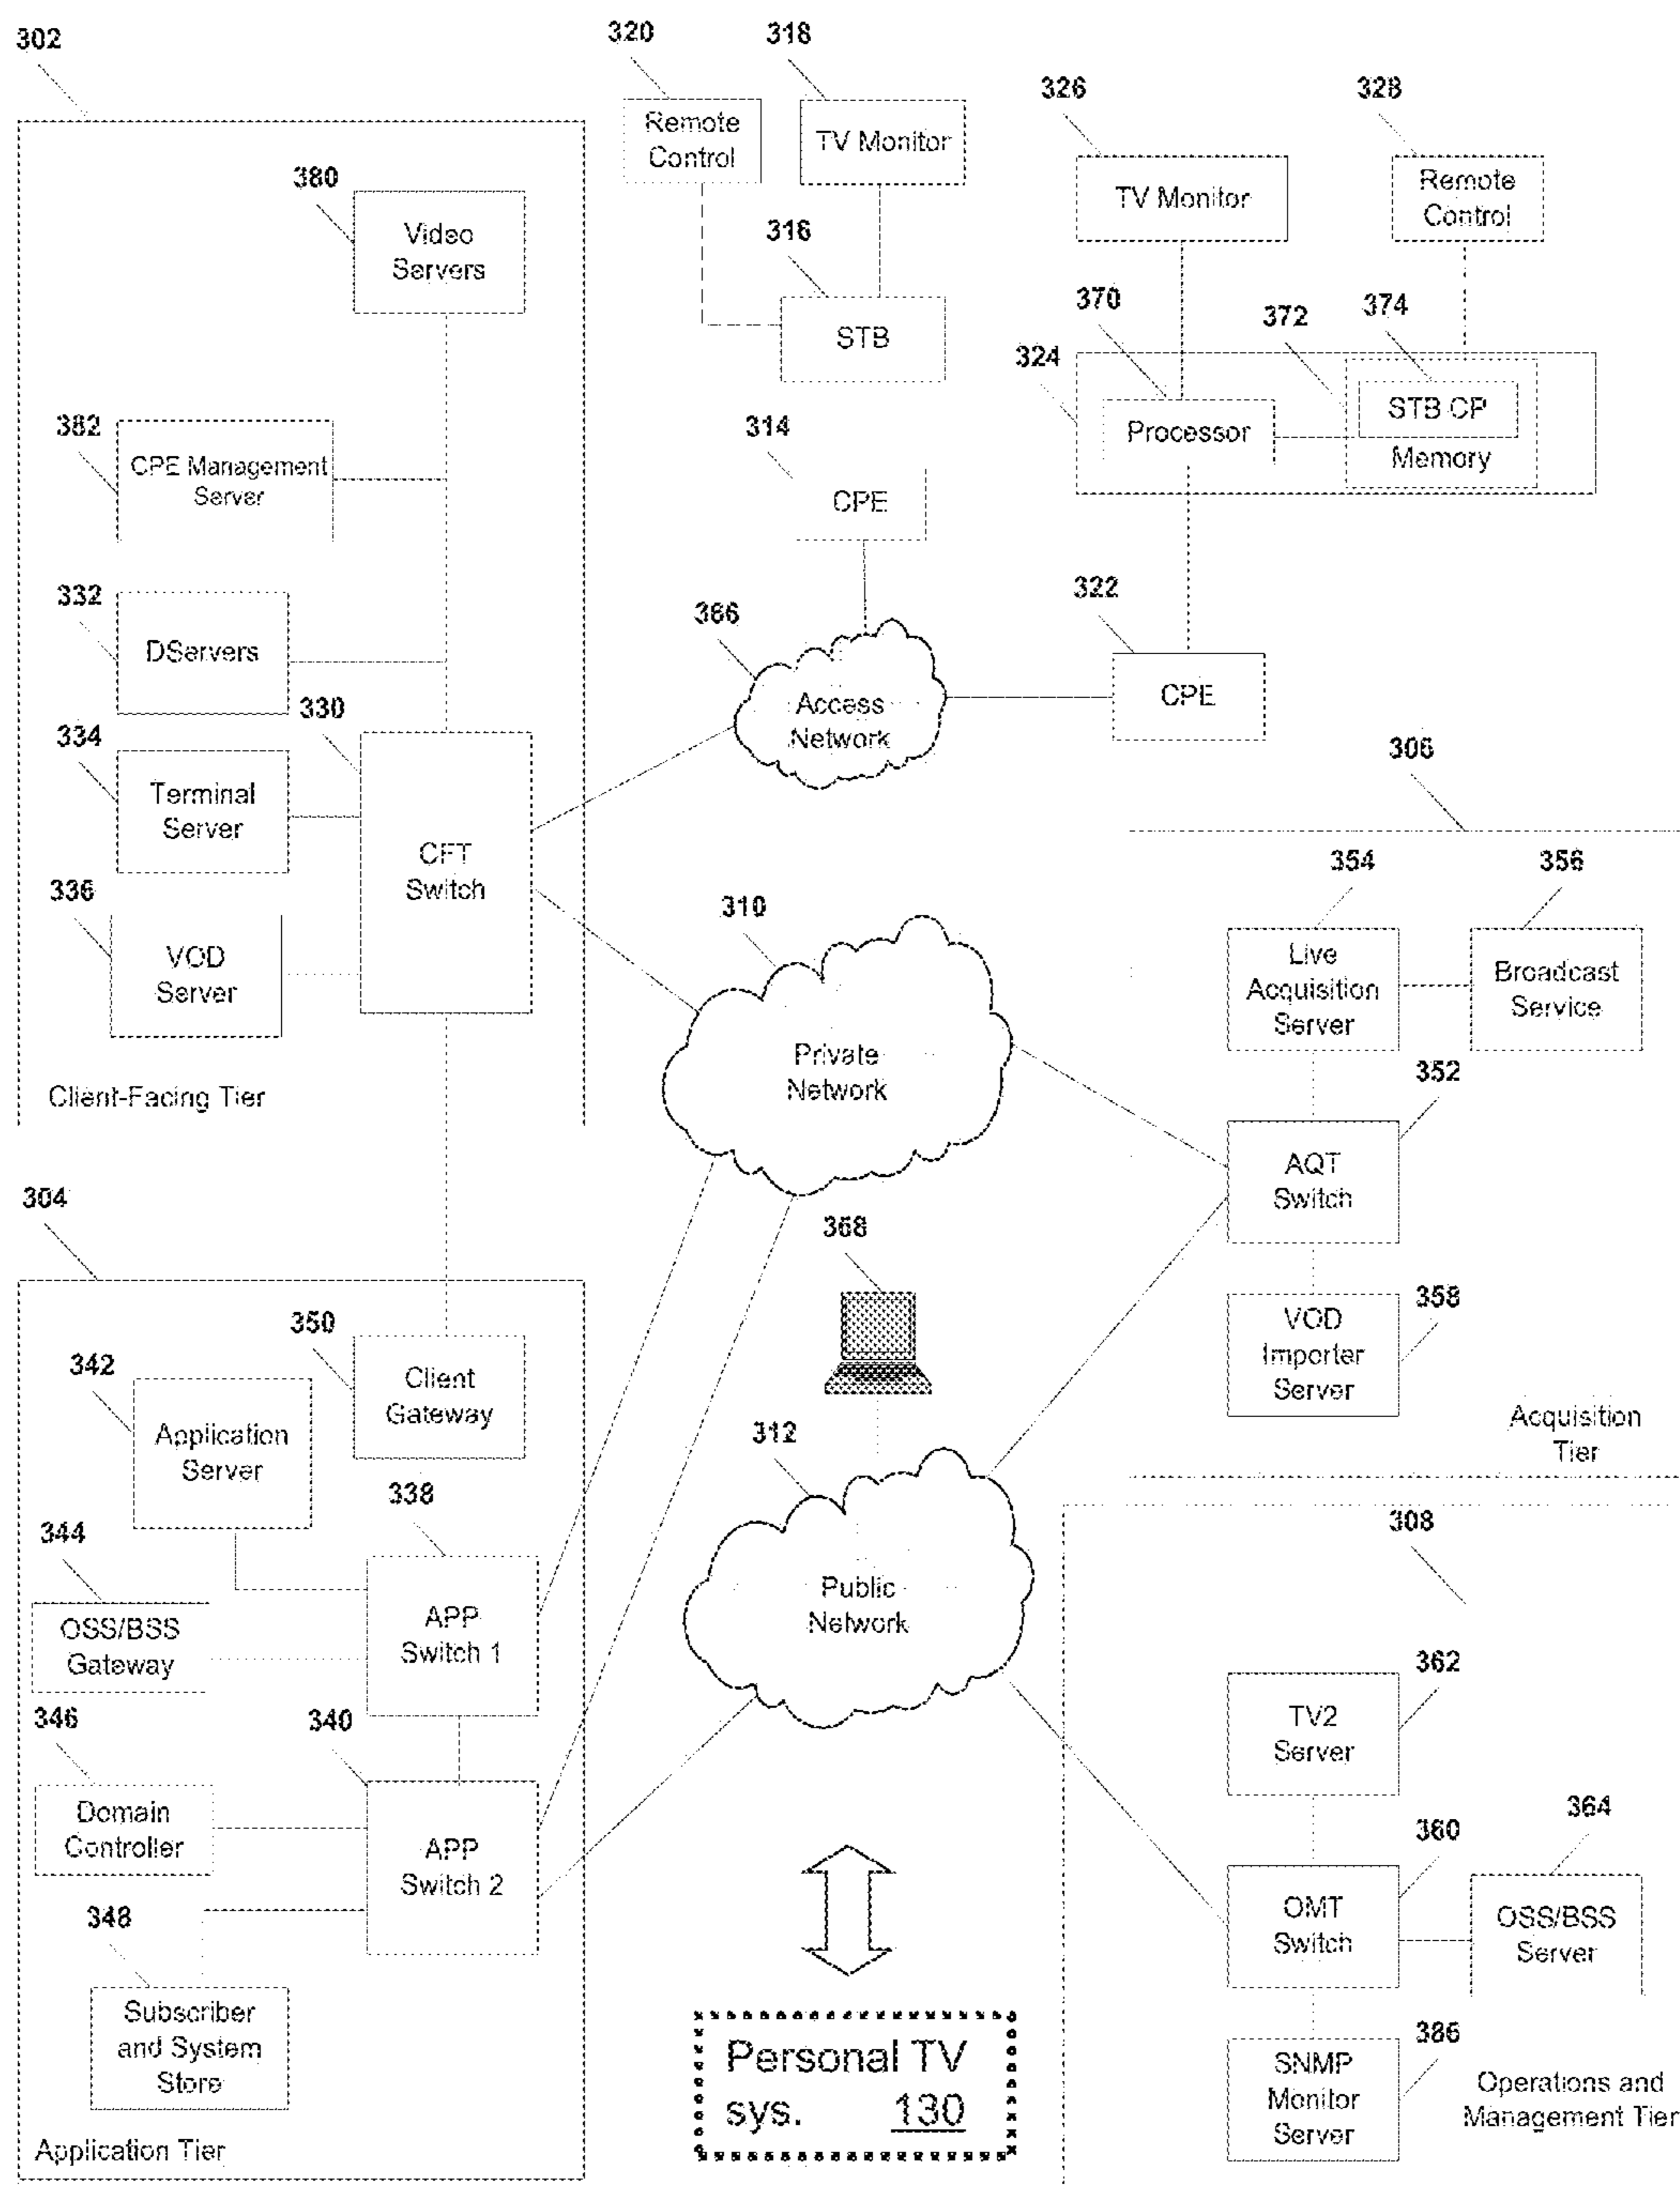 302
320
318
326
328
Remote
Control
TV Monitor
TV Monitor
Remote
Control
380
Video
Servers
316
STB
370
372
374
324
STB CP
Processor
Memory
382
CPE Management
Server
314
CPE
332
DServers
386
Access
Network
322
CPE
330
334
Terminal
Server
306
CFT
Switch
336
VOD
Server
310
Private
Network
354
356
Live
Acquisition
Server
Broadcast
Service
352
Client-Facing Tier
AQT
Switch
304
368
358
VOD
Importer
Server
350
Client
Gateway
342
Application
Server
Acquisition
Tier
312
338
308
344
OSS/BSS
Gateway
APP
Switch 1
Public
Network
362
TV2
Server
346
340
Domain
Controller
APP
Switch 2
360
364
OMT
Switch
OSS/BSS
Server
348
Subscriber
and System
Store
386
SNMP
Monitor
Server
Operations and
Management Tier
Personal TV
sys. 130
Application Tier